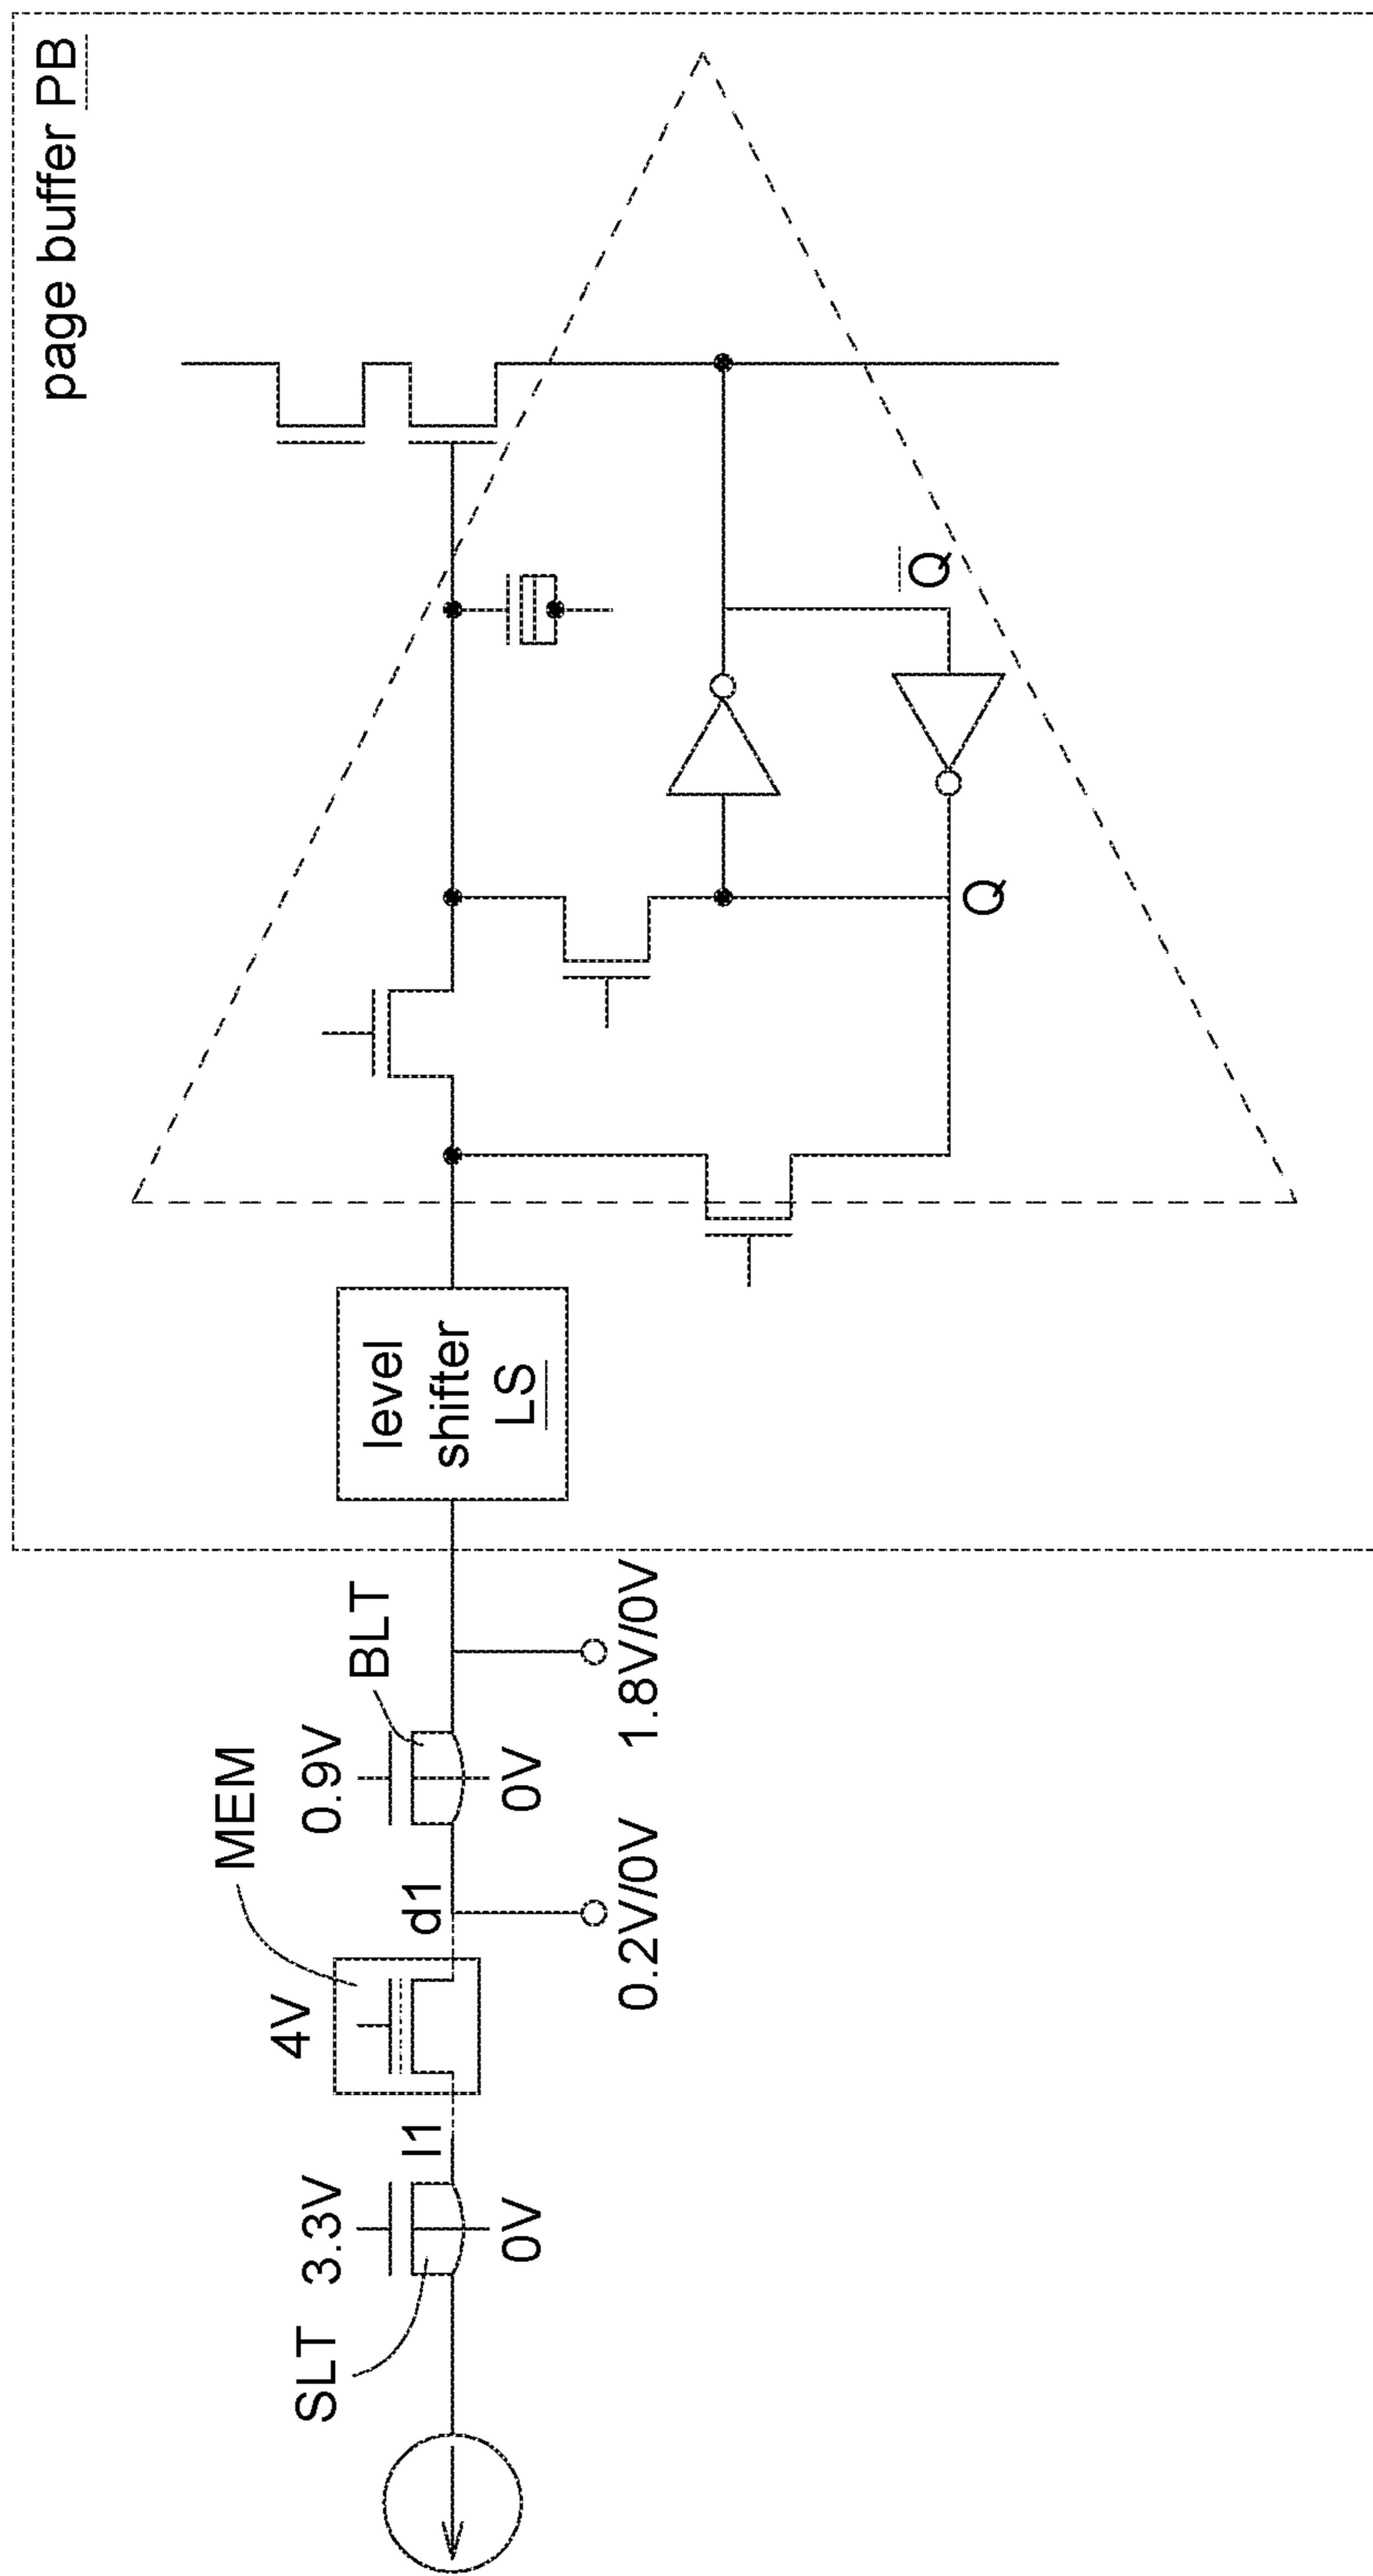 page buffer PB
level
shifter
LS
Q
Q
BLT
0.9V
0V
1.8V/0V
MEM
4V
d1
0.2V/0V
l1
3.3V
0V
SLT